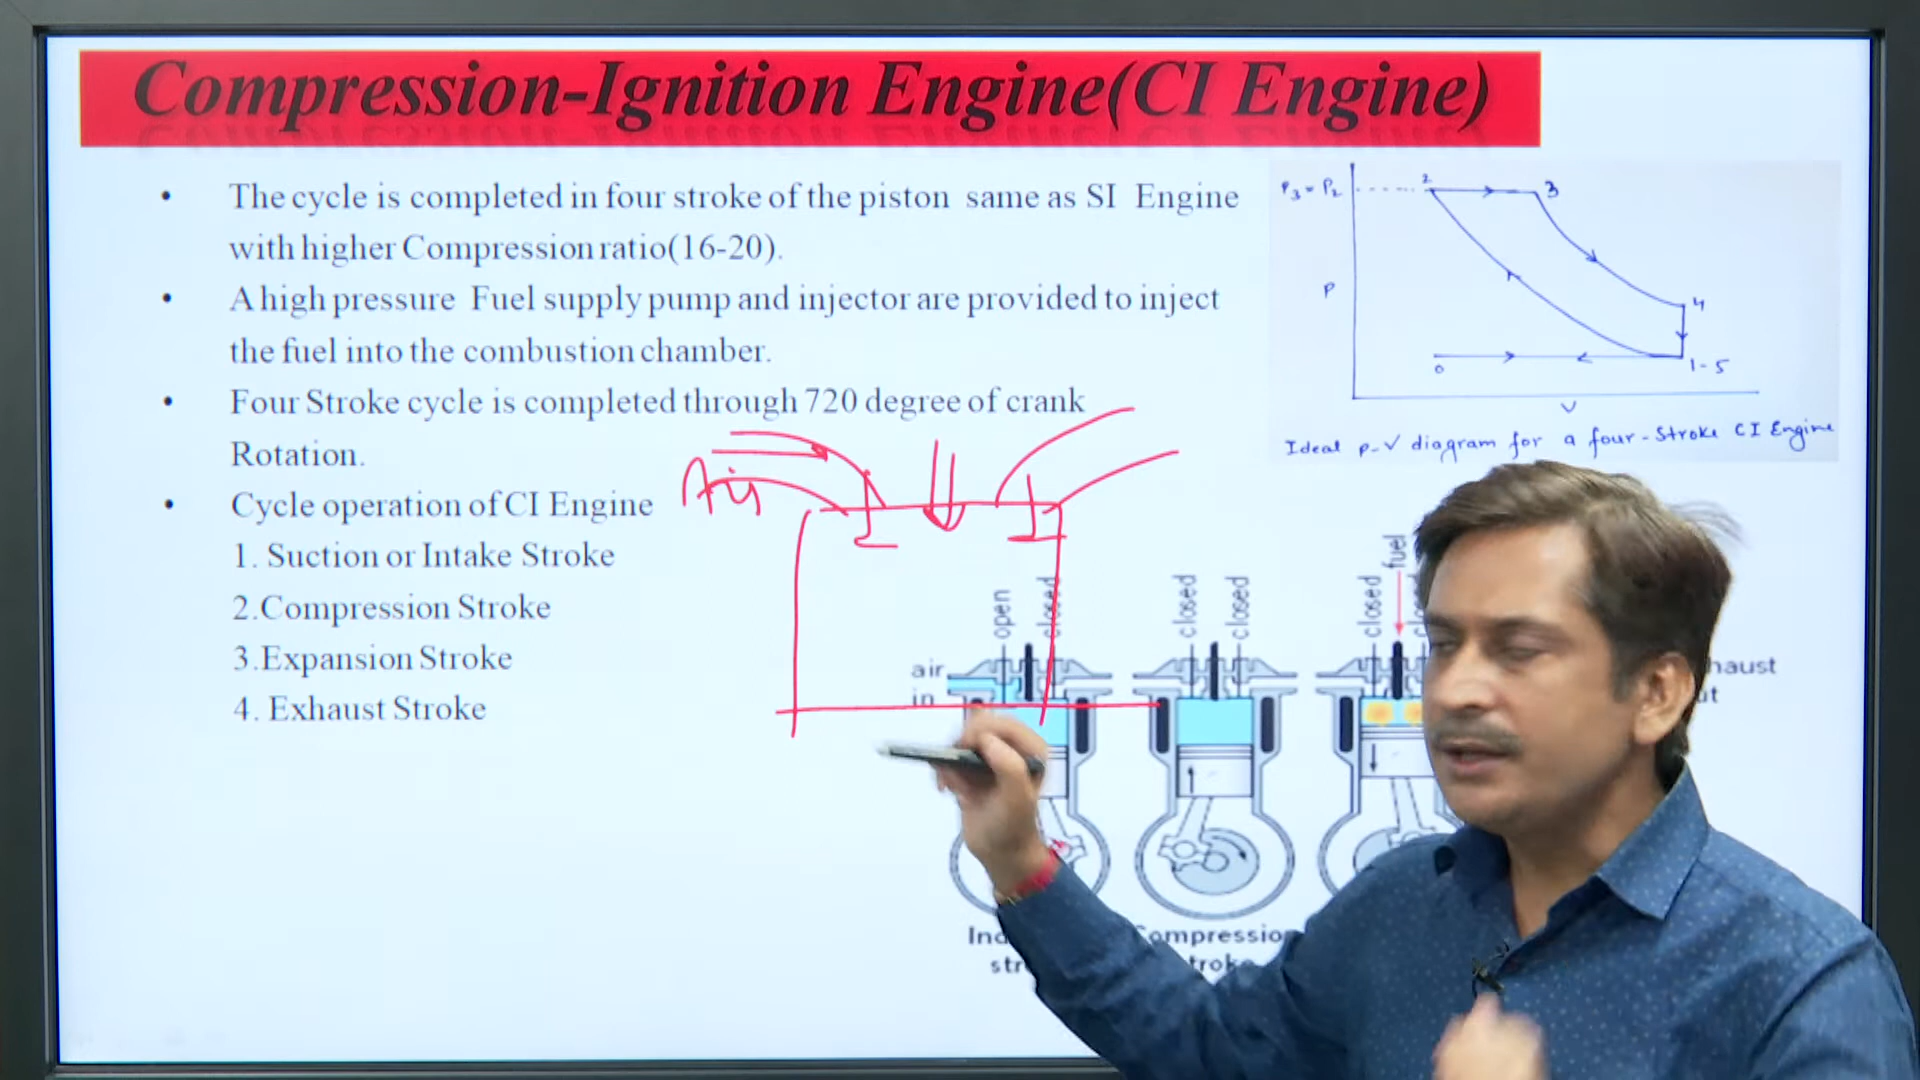 Compression-Ignition Engine(CI Engine)
• The cycle is completed in four stroke of the piston same as SI Engine
with higher Compression ratio(16-20).
• A high pressure Fuel supply pump and injector are provided to inject
the fuel into the combustion chamber.
• Four Stroke cycle is completed through 720 degree of crank
Rotation.
• Cycle operation of CI Engine
1. Suction or Intake Stroke
2.Compression Stroke
3.Expansion Stroke
4. Exhaust Stroke
P3 = P2
2
3
P
4
0
1-5
V
Ideal p-V diagram for a four-Stroke CI Engine
Air
open
closed
closed
closed
closed
fuel
air
in